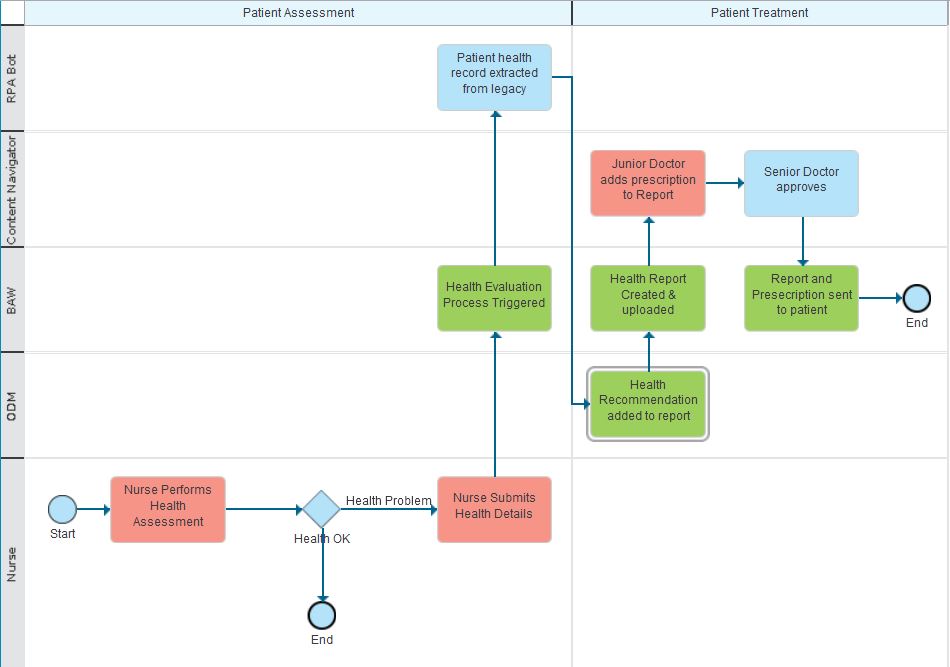 Patient Assessment
Patient Treatment
RPA Bot
Patient health
record extracted
from legacy
Content Navigator
Junior Doctor
adds prescription
to Report
Senior Doctor
approves
BAW
Health Evaluation
Process Triggered
Health Report
Created &
uploaded
Report and
Presecription sent
to patient
End
ODM
Health
Recommendation
added to report
Nurse
Start
Nurse Performs
Health
Assessment
Health OK
Health Problem
Nurse Submits
Health Details
End